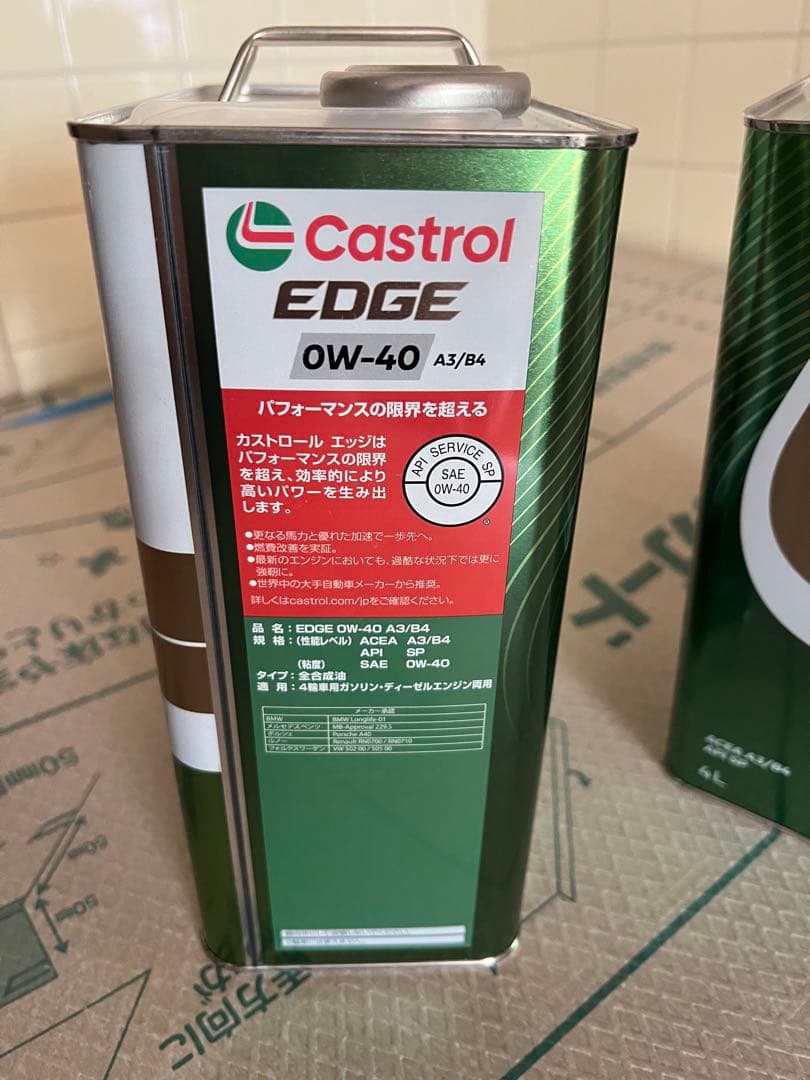 Castrol
EDGE
0W-40 A3/B4
パフォーマンスの限界を超える
カストロール エッジは
パフォーマンスの限界
を超え、効率的により
高いパワーを生み出
します。
API SERVICE SP
SAE
0W-40
●更なる馬力と優れた加速で一歩先へ。
●燃費改善を実証。
●最新のエンジンにおいても、過酷な状況下では更に
強靭に。
●世界中の大手自動車メーカーから推奨。
詳しくはcastrol.com/jpをご確認ください。
品 名:EDGE 0W-40 A3/B4
規 格:(性能レベル) ACEA A3/B4
API SP
(粘度) SAE 0W-40
タイプ:全合成油
適 用:4輪車用ガソリン・ディーゼルエンジン両用
メーカー承認
BMW BMW Longlife-01
メルセデスベンツ MB-Approval 229.5
ポルシェ Porsche A40
ルノー Renault RN0700 / RN0710
フォルクスワーゲン VW 502 00 / 505 00
ACEA A3/B4
API SP
4L
50mm
50mm
50mm
矢方向に